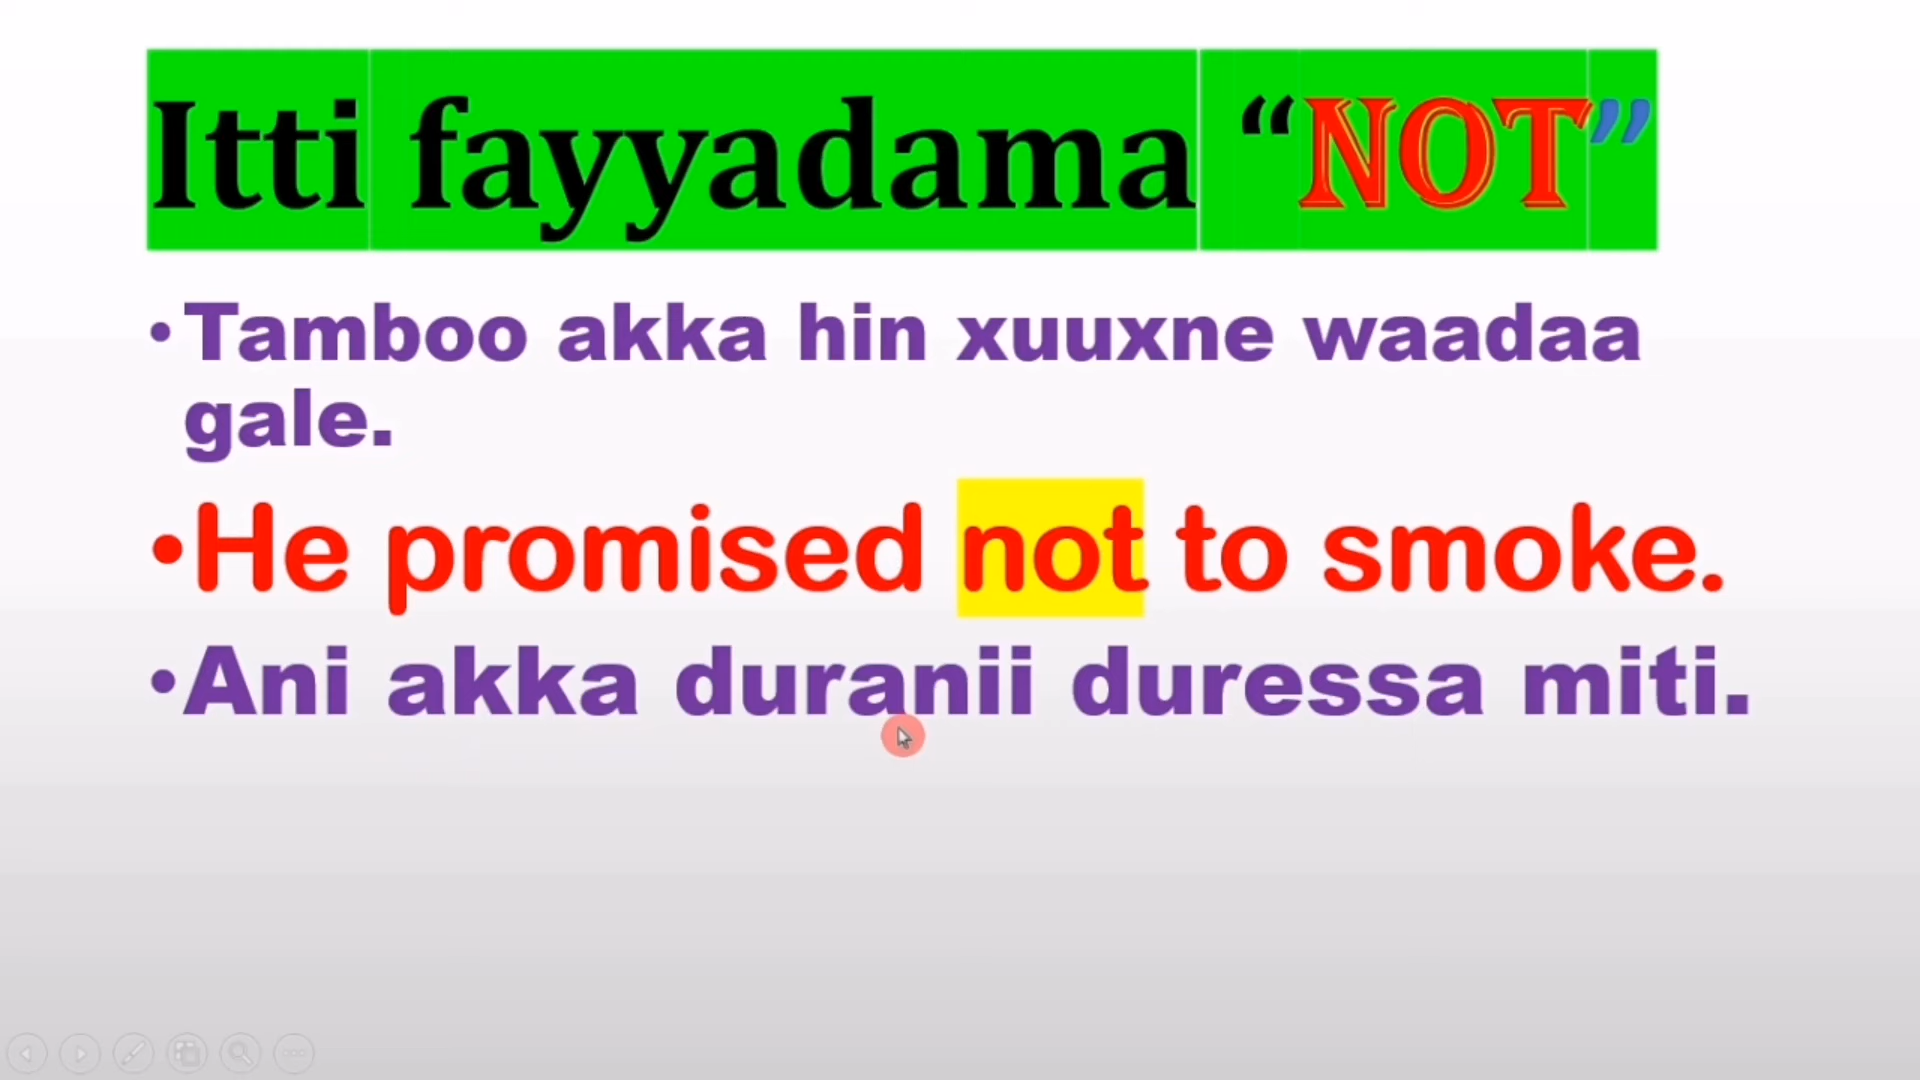 Itti fayyadama “NOT”
•Tamboo akka hin xuuxne waadaa
gale.
•He promised not to smoke.
•Ani akka duranii duressa miti.